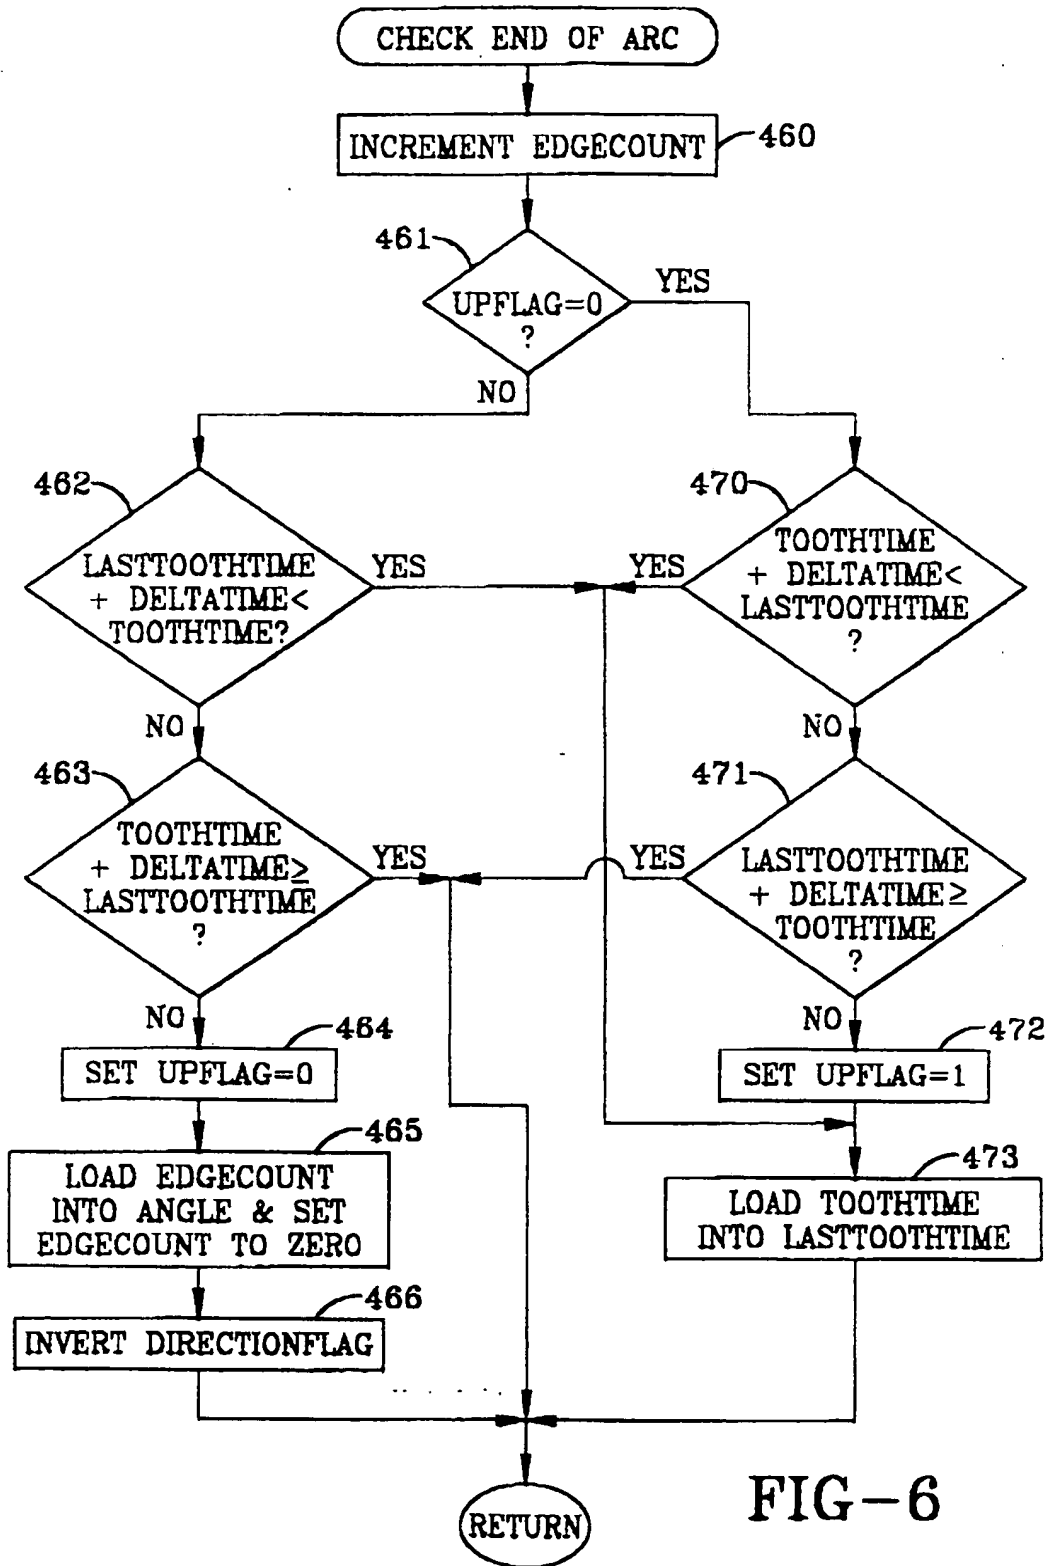 CHECK END OF ARC
INCREMENT EDGECOUNT
460
461
UPFLAG=0
?
YES
NO
462
LASTTOOTHTIME
+ DELTATIME<
TOOTHTIME?
YES
NO
470
TOOTHTIME
+ DELTATIME<
LASTTOOTHTIME
?
YES
NO
463
TOOTHTIME
+ DELTATIME≥
LASTTOOTHTIME
?
YES
NO
471
LASTTOOTHTIME
+ DELTATIME≥
TOOTHTIME
?
YES
NO
464
SET UPFLAG=0
472
SET UPFLAG=1
465
LOAD EDGECOUNT
INTO ANGLE & SET
EDGECOUNT TO ZERO
473
LOAD TOOTHTIME
INTO LASTTOOTHTIME
466
INVERT DIRECTIONFLAG
RETURN
FIG-6